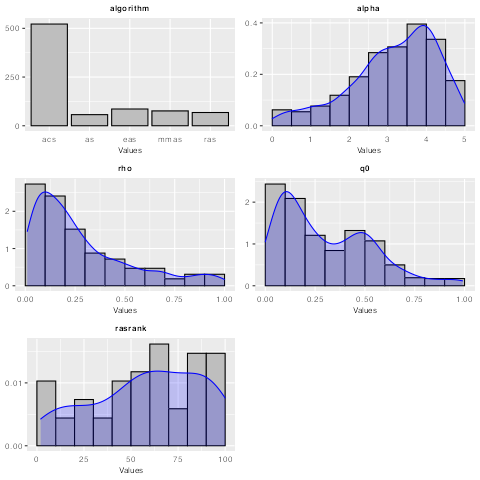 algorithm
500
250
0
acs as eas mmas ras
Values
alpha
0.4
0.2
0.0
0 1 2 3 4 5
Values
rho
2
1
0
0.00 0.25 0.50 0.75 1.00
Values
q0
2
1
0
0.00 0.25 0.50 0.75 1.00
Values
rasrank
0.01
0.00
0 25 50 75 100
Values